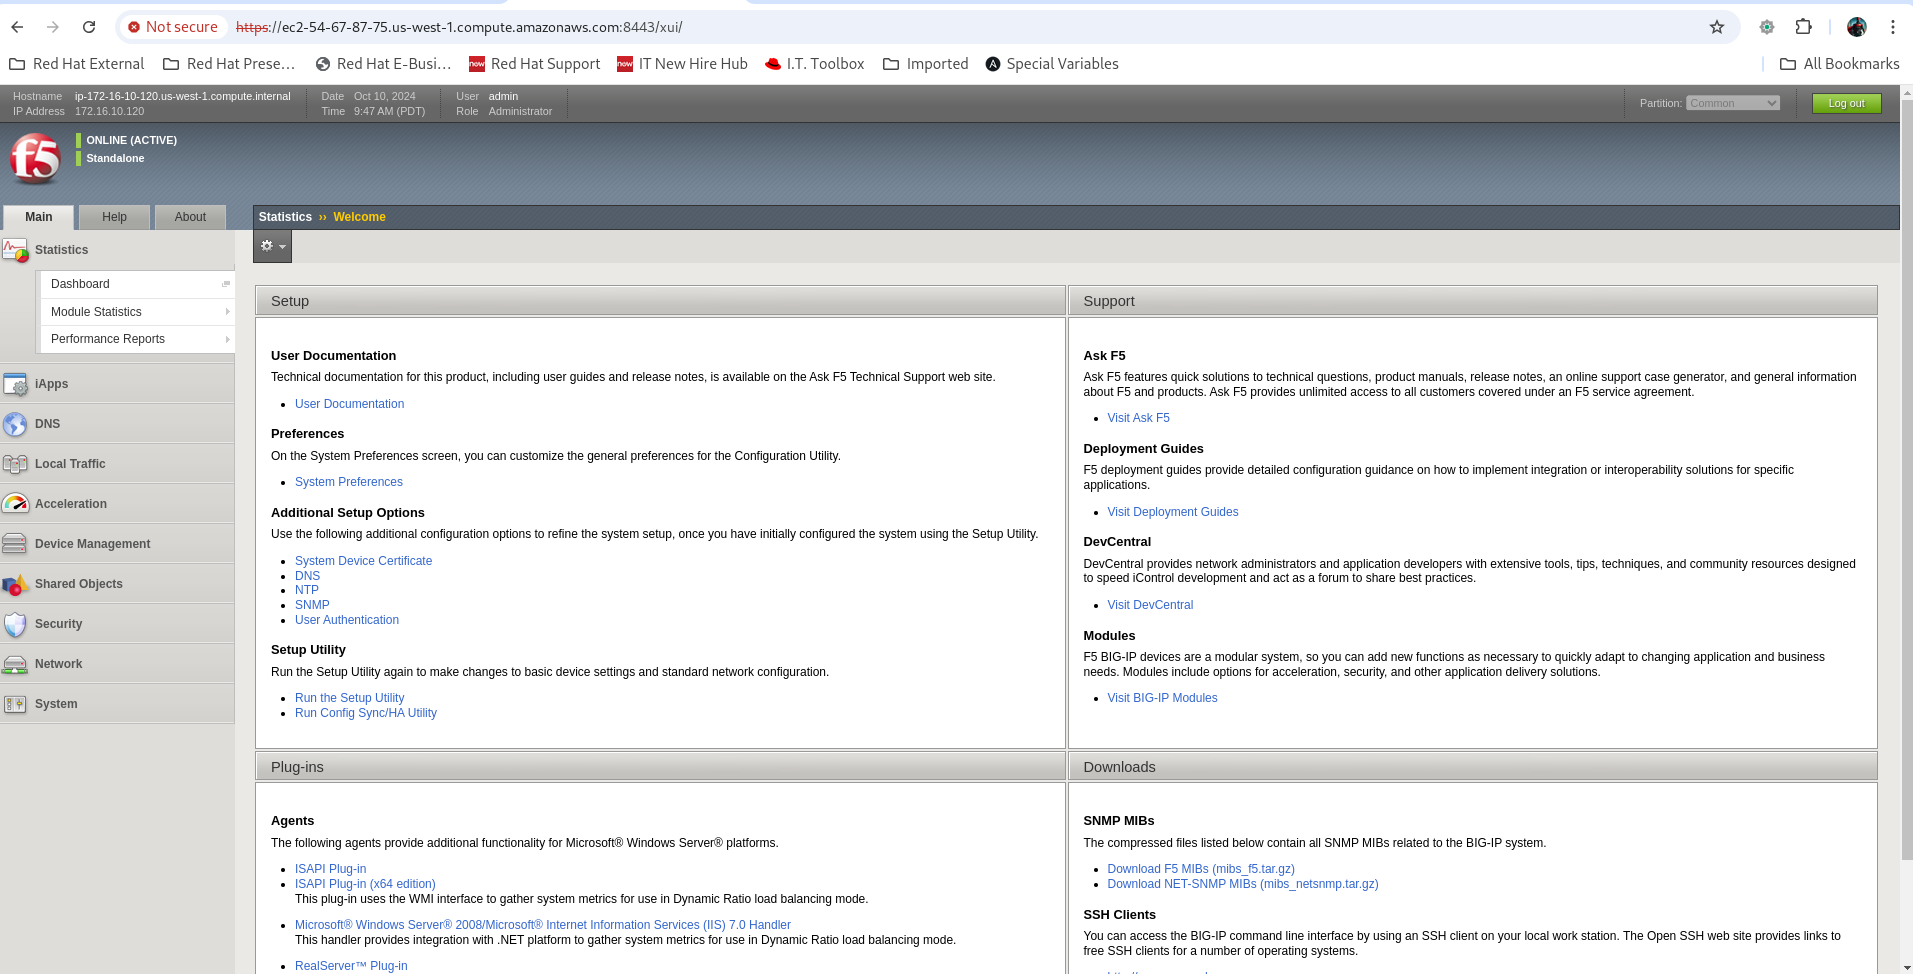 Not secure https://ec2-54-67-87-75.us-west-1.compute.amazonaws.com:8443/xui/
Red Hat External Red Hat Prese… Red Hat E-Busi… now Red Hat Support now IT New Hire Hub I.T. Toolbox Imported A Special Variables All Bookmarks
Hostname ip-172-16-10-120.us-west-1.compute.internal Date Oct 10, 2024 User admin
IP Address 172.16.10.120 Time 9:47 AM (PDT) Role Administrator
Partition: Common Log out
f5
ONLINE (ACTIVE)
Standalone
Main Help About
Statistics ›› Welcome
Statistics
Dashboard
Module Statistics
Performance Reports
iApps
DNS
Local Traffic
Acceleration
Device Management
Shared Objects
Security
Network
System
Setup
User Documentation
Technical documentation for this product, including user guides and release notes, is available on the Ask F5 Technical Support web site.
User Documentation
Preferences
On the System Preferences screen, you can customize the general preferences for the Configuration Utility.
System Preferences
Additional Setup Options
Use the following additional configuration options to refine the system setup, once you have initially configured the system using the Setup Utility.
System Device Certificate
DNS
NTP
SNMP
User Authentication
Setup Utility
Run the Setup Utility again to make changes to basic device settings and standard network configuration.
Run the Setup Utility
Run Config Sync/HA Utility
Support
Ask F5
Ask F5 features quick solutions to technical questions, product manuals, release notes, an online support case generator, and general information
about F5 and products. Ask F5 provides unlimited access to all customers covered under an F5 service agreement.
Visit Ask F5
Deployment Guides
F5 deployment guides provide detailed configuration guidance on how to implement integration or interoperability solutions for specific
applications.
Visit Deployment Guides
DevCentral
DevCentral provides network administrators and application developers with extensive tools, tips, techniques, and community resources designed
to speed iControl development and act as a forum to share best practices.
Visit DevCentral
Modules
F5 BIG-IP devices are a modular system, so you can add new functions as necessary to quickly adapt to changing application and business
needs. Modules include options for acceleration, security, and other application delivery solutions.
Visit BIG-IP Modules
Plug-ins
Agents
The following agents provide additional functionality for Microsoft® Windows Server® platforms.
ISAPI Plug-in
ISAPI Plug-in (x64 edition)
This plug-in uses the WMI interface to gather system metrics for use in Dynamic Ratio load balancing mode.
Microsoft® Windows Server® 2008/Microsoft® Internet Information Services (IIS) 7.0 Handler
This handler provides integration with .NET platform to gather system metrics for use in Dynamic Ratio load balancing mode.
RealServer™ Plug-in
Downloads
SNMP MIBs
The compressed files listed below contain all SNMP MIBs related to the BIG-IP system.
Download F5 MIBs (mibs_f5.tar.gz)
Download NET-SNMP MIBs (mibs_netsnmp.tar.gz)
SSH Clients
You can access the BIG-IP command line interface by using an SSH client on your local work station. The Open SSH web site provides links to
free SSH clients for a number of operating systems.